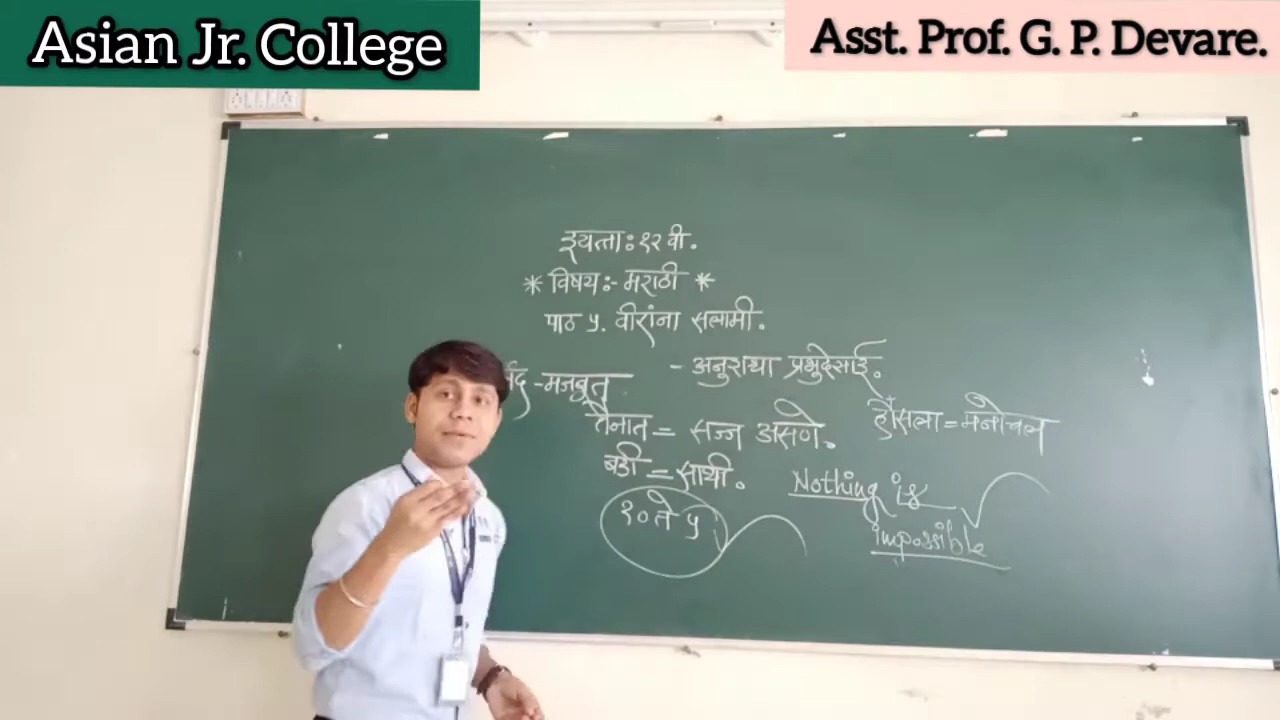 Asian Jr. College
Asst. Prof. G. P. Devare.
इयत्ता : १२ वी.
* विषय :- मराठी *
पाठ ५. वीरांना सलामी.
- अनुराधा प्रभुदेसाई.
- मजबूत
तैनात = सज्ज असणे.
हौसला = मनोबल
बडी = साथी.
१० ते ५
Nothing is
impossible